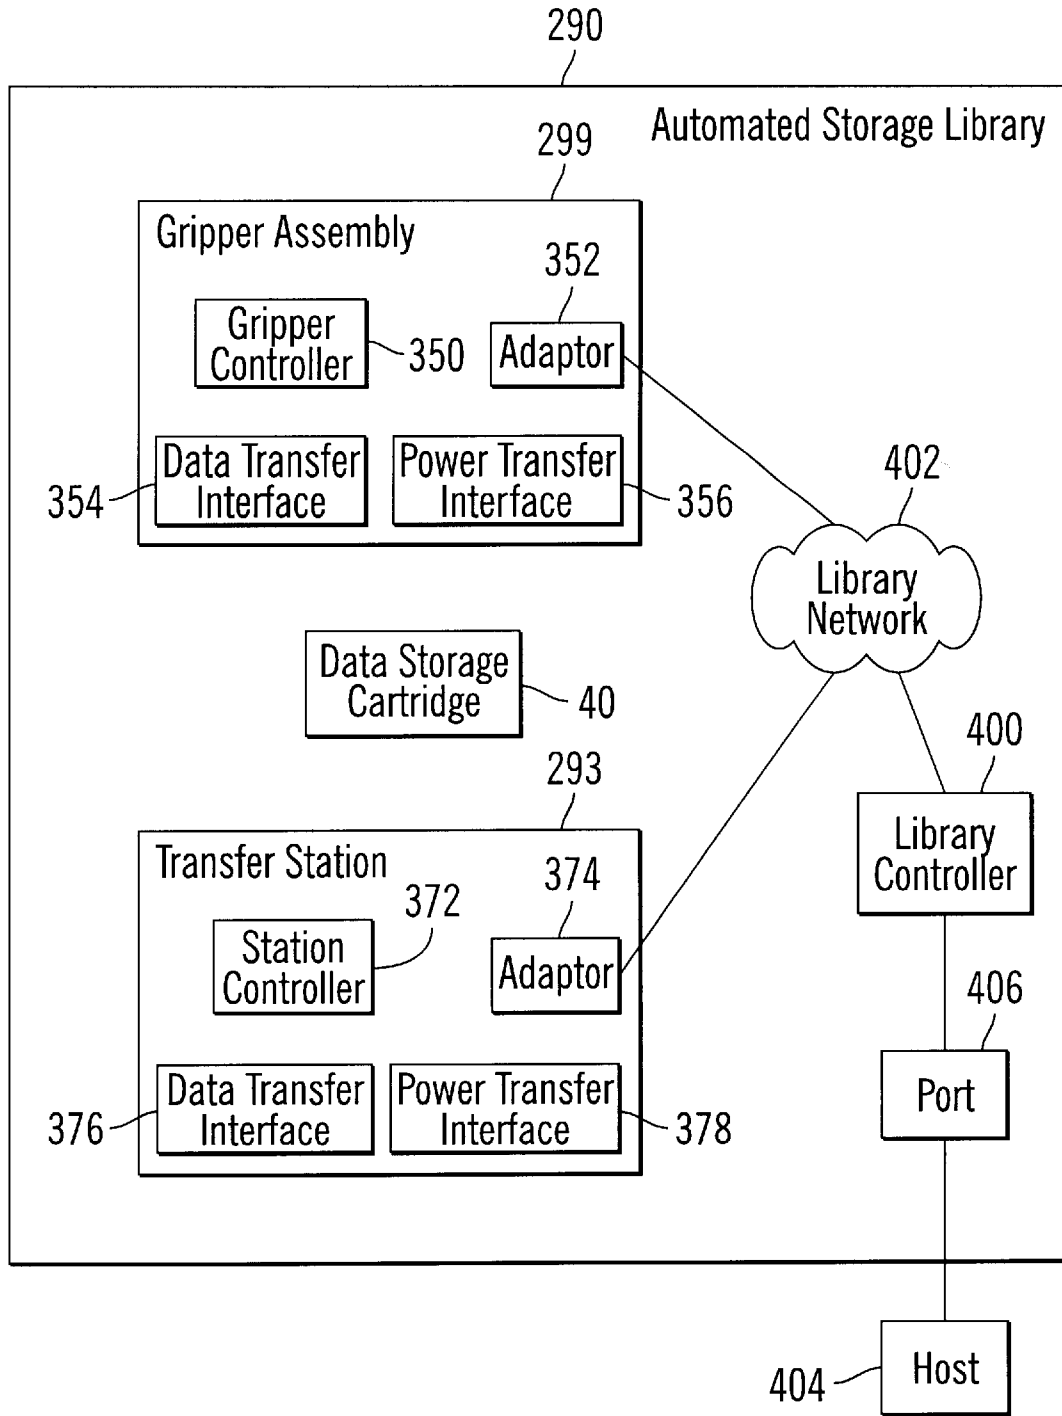 290
Automated Storage Library
299
Gripper Assembly
352
Gripper
Controller
350
Adaptor
Data Transfer
Interface
354
Power Transfer
Interface
356
402
Library
Network
Data Storage
Cartridge
40
400
Library
Controller
293
Transfer Station
372
374
Station
Controller
Adaptor
406
Port
Data Transfer
Interface
376
Power Transfer
Interface
378
Host
404